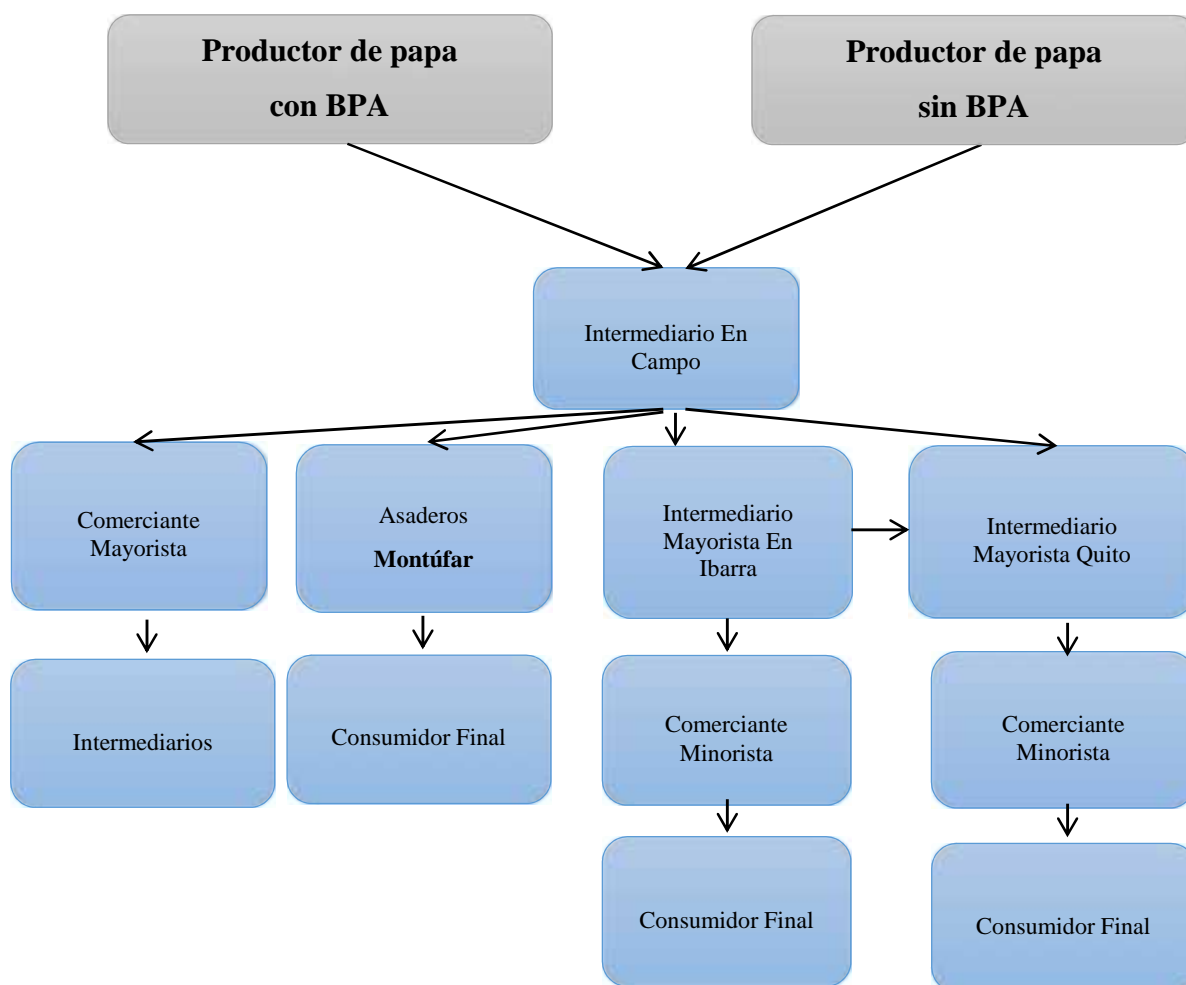 Productor de papa
con BPA
Productor de papa
sin BPA
Intermediario En
Campo
Comerciante
Mayorista
Asaderos
Montúfar
Intermediario
Mayorista En
Ibarra
Intermediario
Mayorista Quito
Intermediarios
Consumidor Final
Comerciante
Minorista
Comerciante
Minorista
Consumidor Final
Consumidor Final